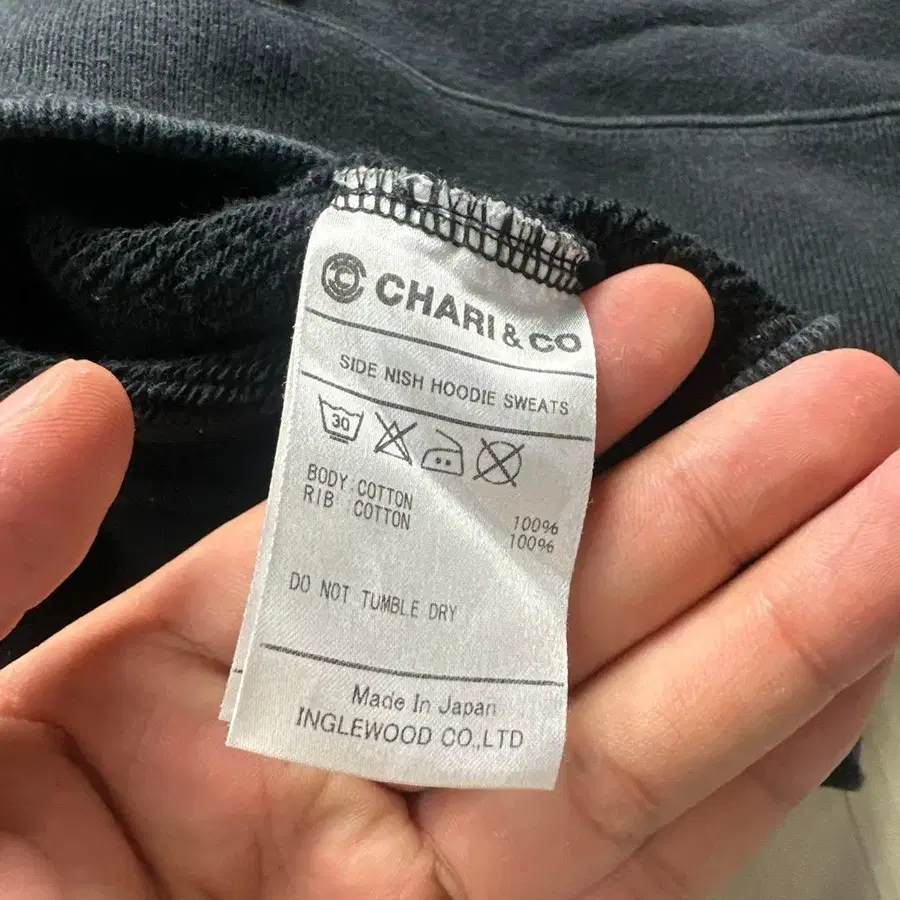 © CHARI & CO
SIDE NISH HOODIE SWEATS
30
BODY:COTTON 100%
RIB :COTTON 100%
DO NOT TUMBLE DRY
Made In Japan
INGLEWOOD CO.,LTD